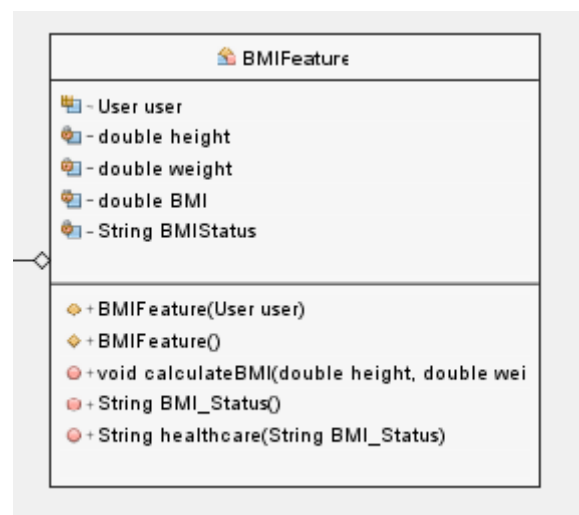 BMIFeature
- User user
- double height
- double weight
- double BMI
- String BMIStatus
+ BMIFeature(User user)
+ BMIFeature()
+ void calculateBMI(double height, double wei
+ String BMI_Status()
+ String healthcare(String BMI_Status)